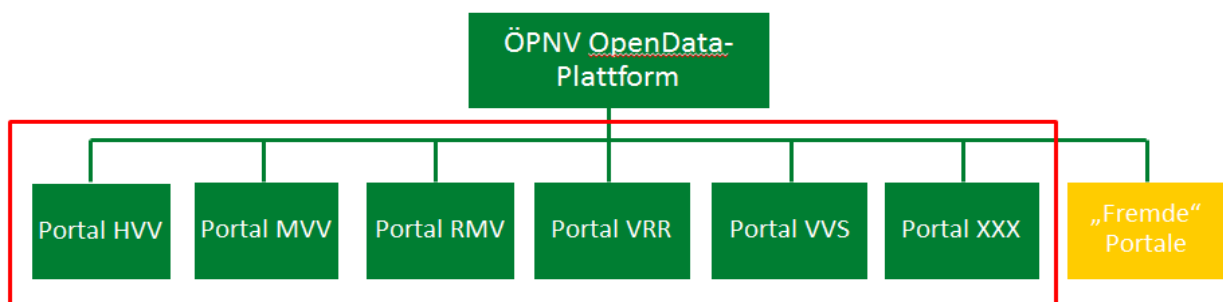 ÖPNV OpenData-
Plattform
Portal HVV
Portal MVV
Portal RMV
Portal VRR
Portal VVS
Portal XXX
„Fremde“
Portale